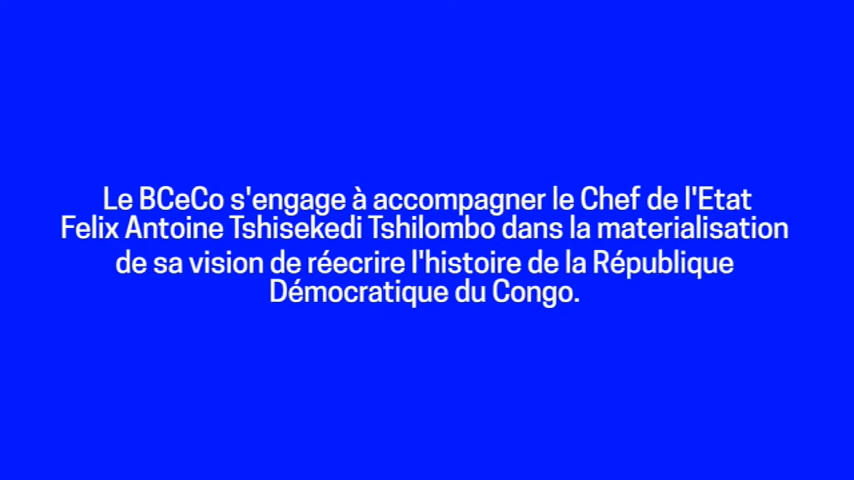 Le BCeCo s'engage à accompagner le Chef de l'Etat
Felix Antoine Tshisekedi Tshilombo dans la materialisation
de sa vision de réecrire l'histoire de la République
Démocratique du Congo.